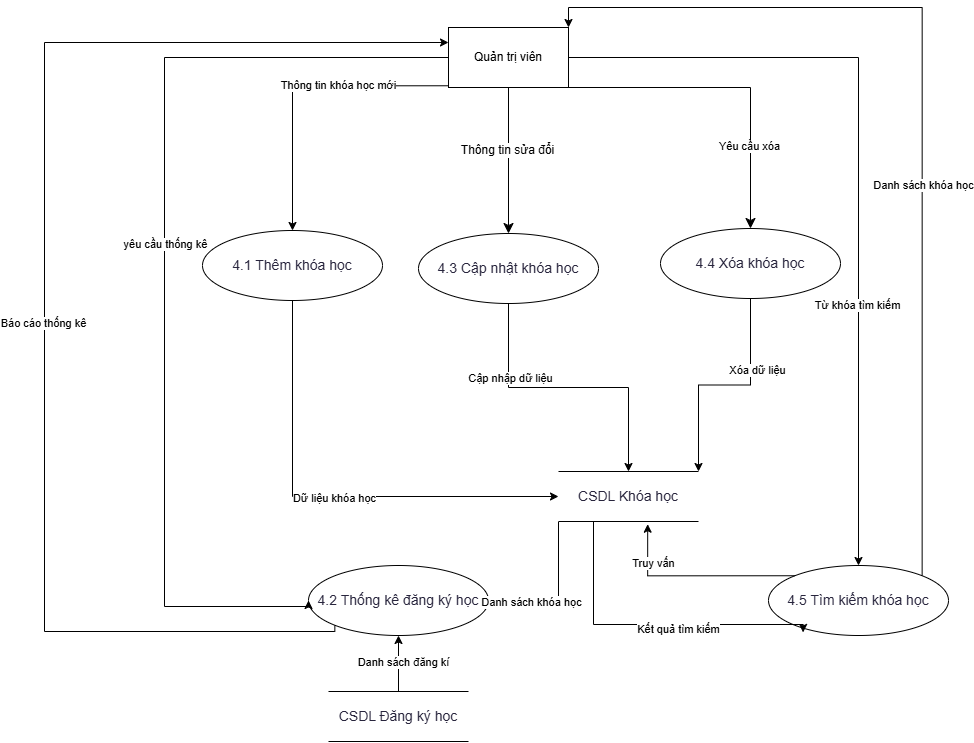 Quản trị viên
Thông tin khóa học mới
Thông tin sửa đổi
Yêu cầu xóa
Danh sách khóa học
yêu cầu thống kê
4.1 Thêm khóa học
4.3 Cập nhật khóa học
4.4 Xóa khóa học
Từ khóa tìm kiếm
Báo cáo thống kê
Cập nhập dữ liệu
Xóa dữ liệu
Dữ liệu khóa học
CSDL Khóa học
Truy vấn
4.2 Thống kê đăng ký học
Danh sách khóa học
4.5 Tìm kiếm khóa học
Kết quả tìm kiếm
Danh sách đăng kí
CSDL Đăng ký học